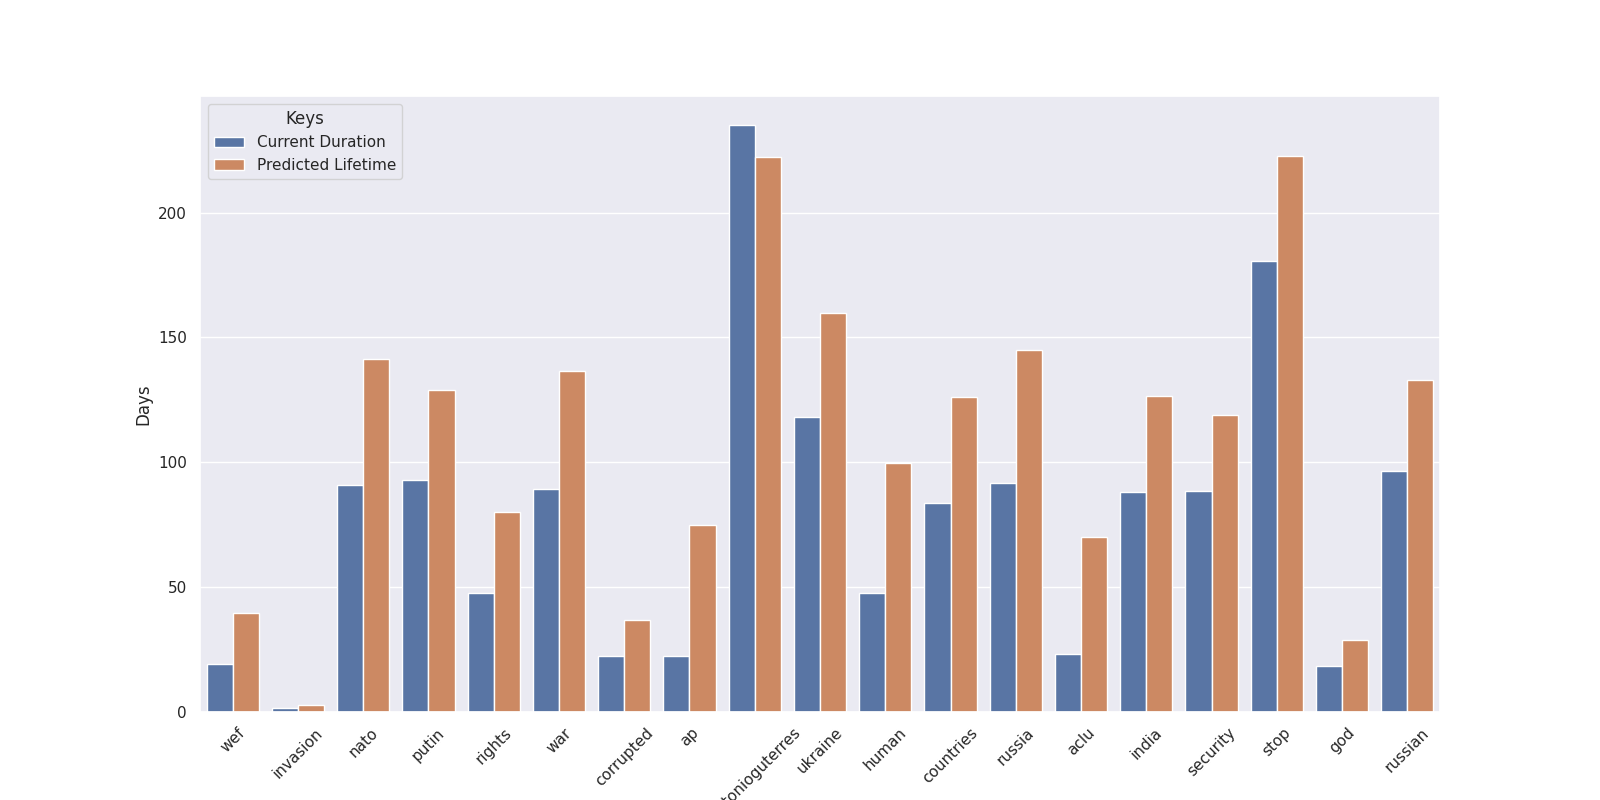 Keys
Current Duration
Predicted Lifetime
Days
200
150
100
50
0
wef
invasion
nato
putin
rights
war
corrupted
ap
tonioguterres
ukraine
human
countries
russia
aclu
india
security
stop
god
russian